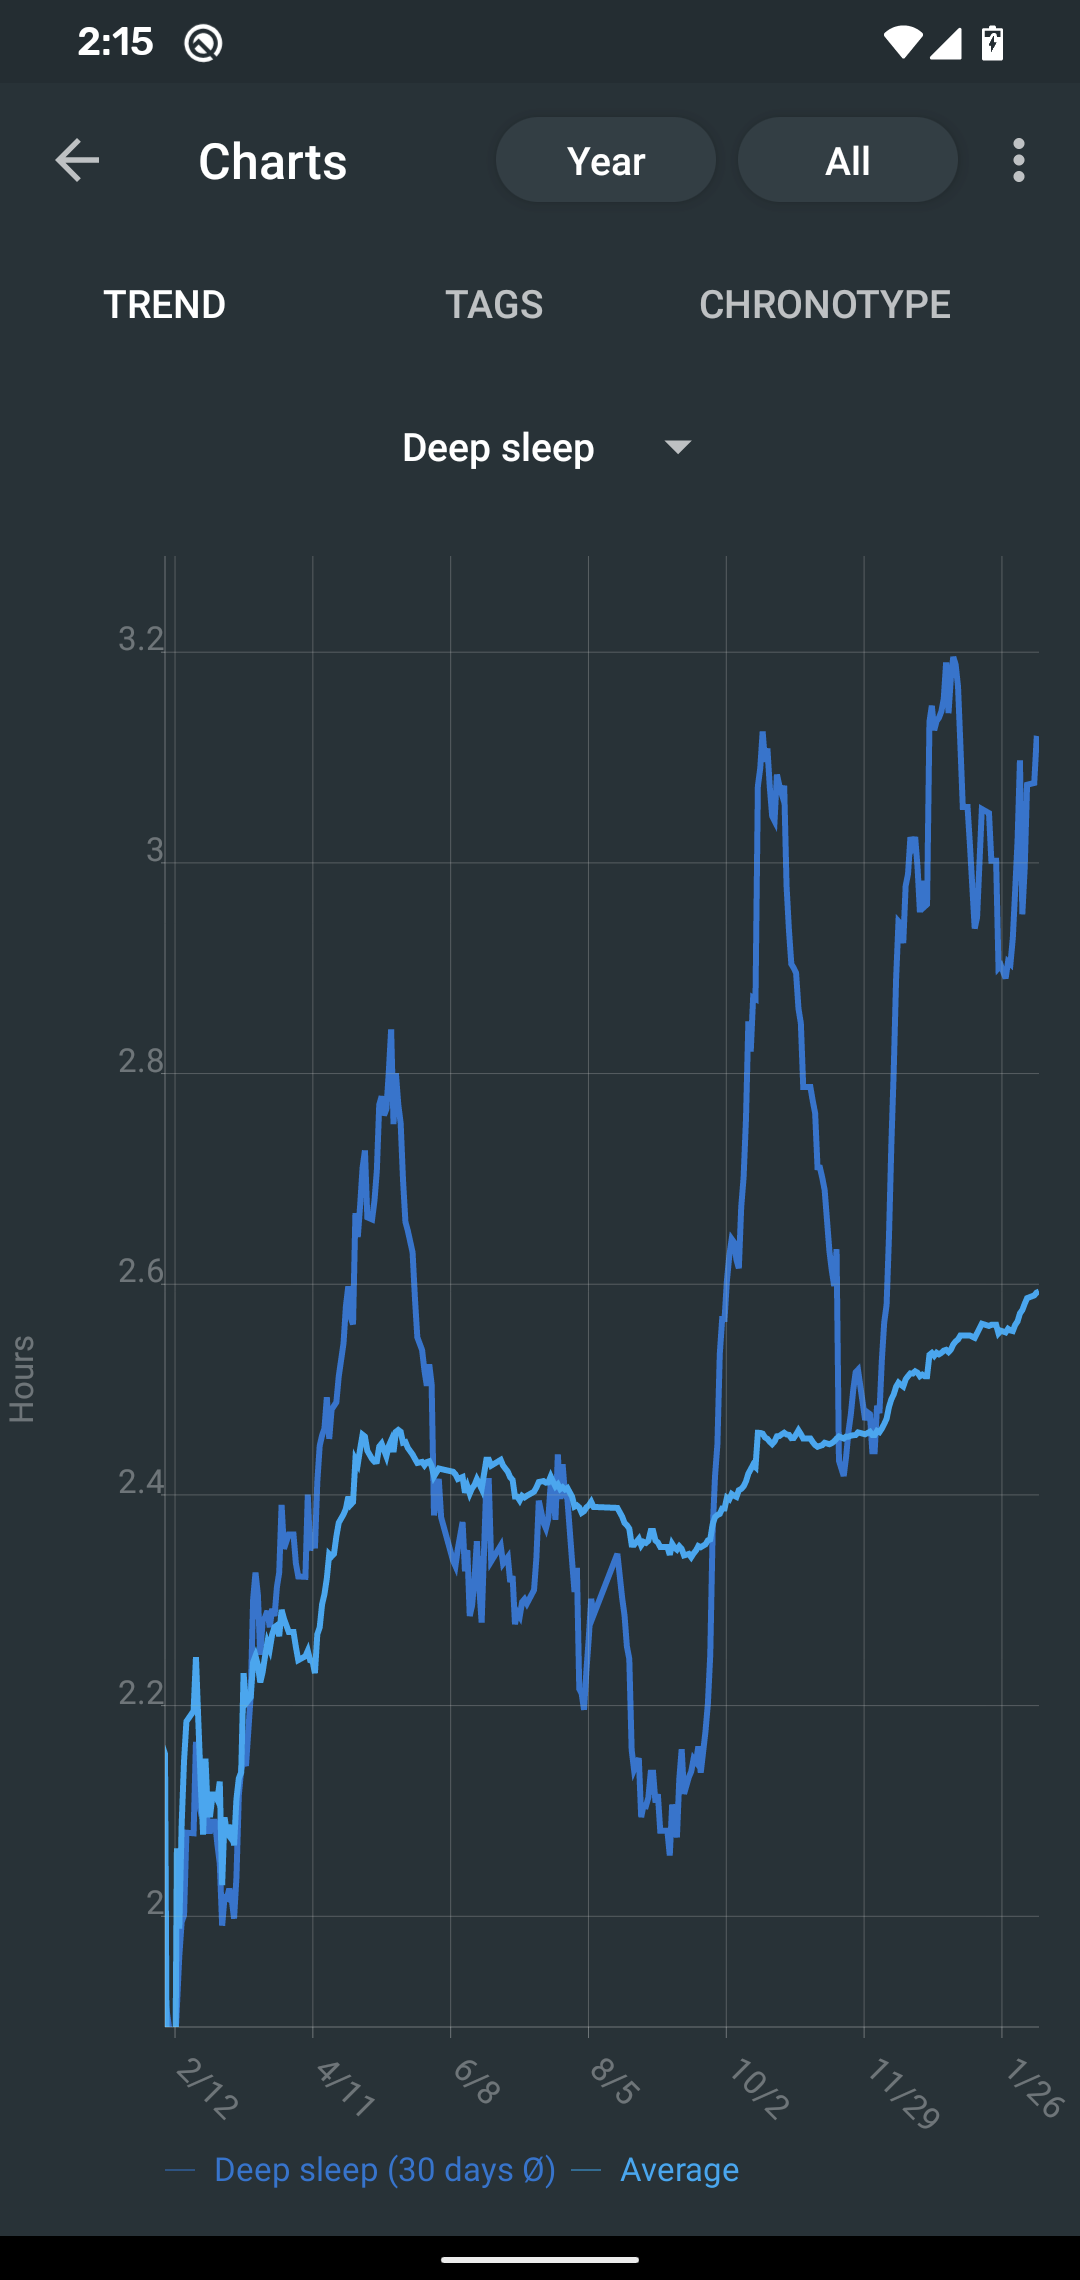 2:15
Charts
Year
All
TREND
TAGS
CHRONOTYPE
Deep sleep
3.2
3
2.8
2.6
2.4
2.2
2
Hours
2/12
4/11
6/8
8/5
10/2
11/29
1/26
Deep sleep (30 days Ø)
Average